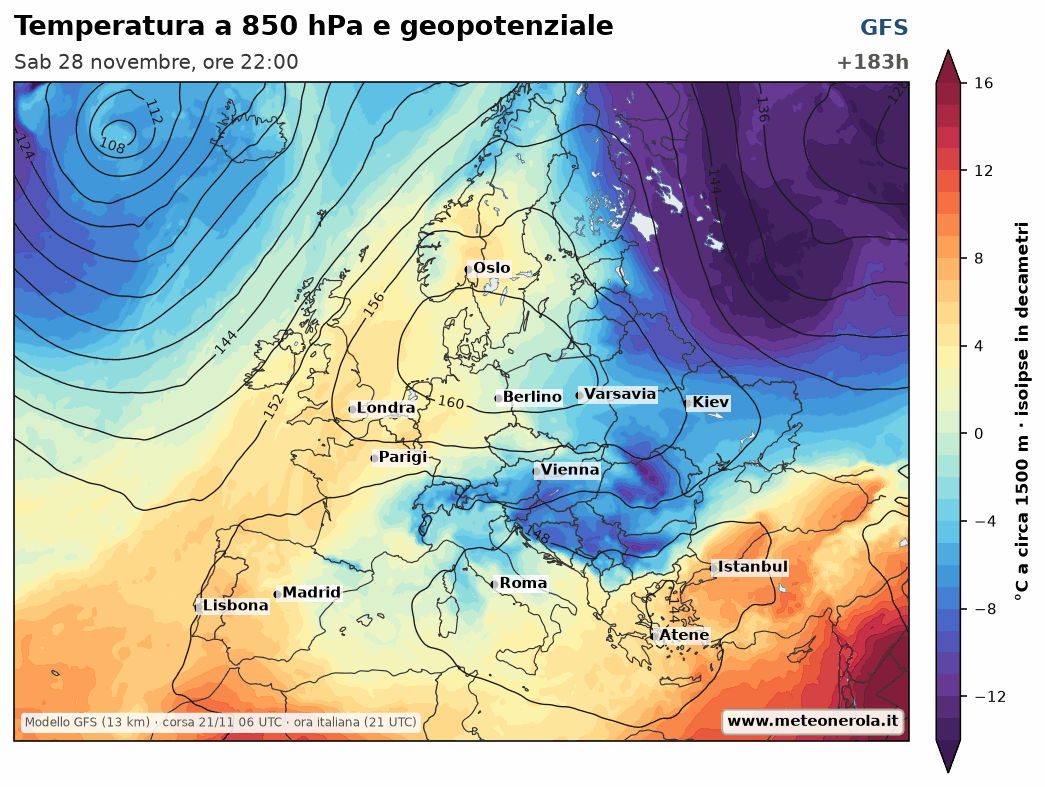 Temperatura a 850 hPa e geopotenziale
GFS
Sab 28 novembre, ore 22:00
+183h
112
108
124
136
128
144
144
156
152
160
148
144
Oslo
Londra
Berlino
Varsavia
Kiev
Parigi
Vienna
Istanbul
Madrid
Roma
Lisbona
Atene
Modello GFS (13 km) · corsa 21/11 06 UTC · ora italiana (21 UTC)
www.meteonerola.it
16
12
8
4
0
−4
−8
−12
°C a circa 1500 m · isoipse in decametri